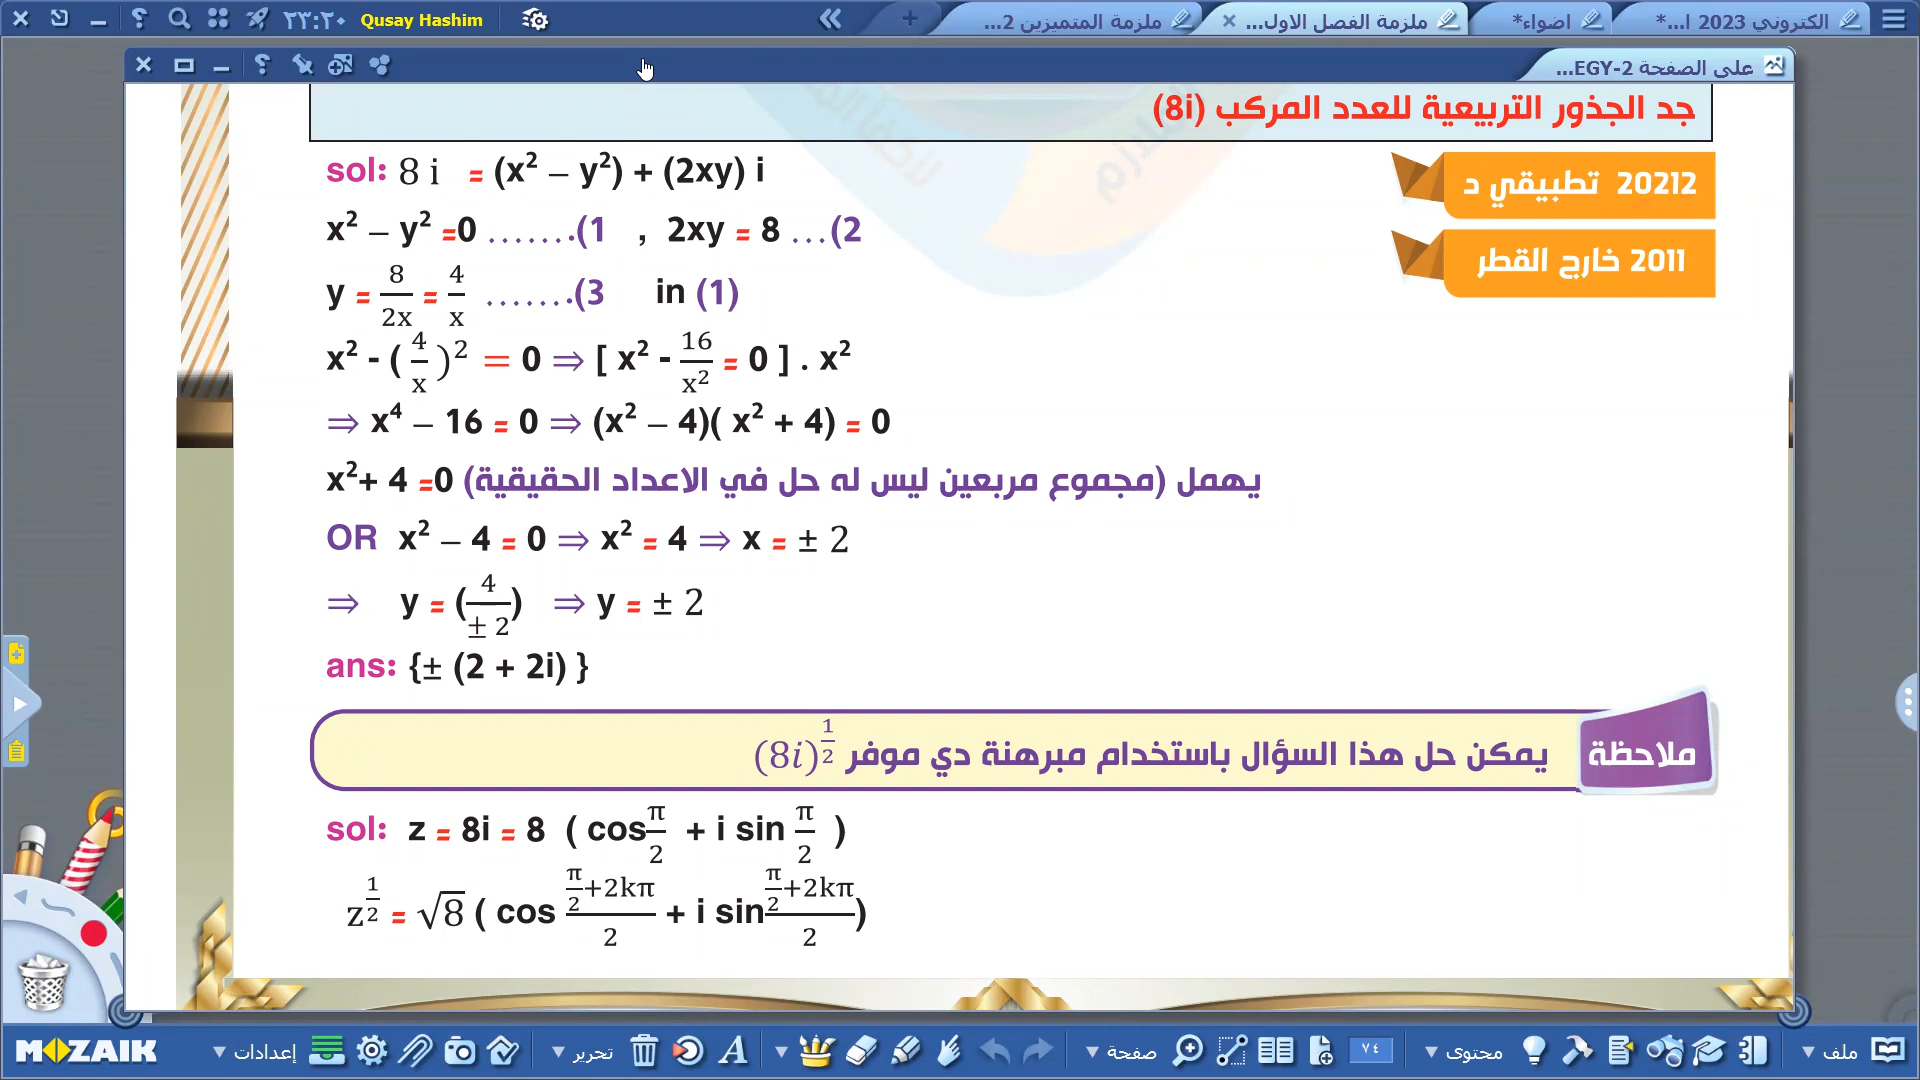 Qusay Hashim
٢٣:٢٠
ملزمة المتميزين 2...
ملزمة الفصل الاول...
اضواء*
الكتروني 2023 ا...*
على الصفحة EGY-2...
جد الجذور التربيعية للعدد المركب (8i)
sol: 8 i = (x² – y²) + (2xy) i
20212 تطبيقي د
x² – y² =0 ........(1 , 2xy = 8 ...(2
2011 خارج القطر
y = 8/2x = 4/x ........(3 in (1)
x² - ( 4/x )² = 0 ⇒ [ x² - 16/x² = 0 ] . x²
⇒ x⁴ – 16 = 0 ⇒ (x² – 4)( x² + 4) = 0
x²+ 4 =0 يهمل (مجموع مربعين ليس له حل في الاعداد الحقيقية)
OR x² – 4 = 0 ⇒ x² = 4 ⇒ x = ± 2
⇒ y = (4/± 2) ⇒ y = ± 2
ans: {± (2 + 2i) }
ملاحظة
يمكن حل هذا السؤال باستخدام مبرهنة دي موفر (8i)^(1/2)
sol: z = 8i = 8 ( cos π/2 + i sin π/2 )
z^(1/2) = √8 ( cos (π/2+2kπ)/2 + i sin (π/2+2kπ)/2 )
MOZAIK
إعدادات
تحرير
صفحة
٧٤
محتوى
ملف